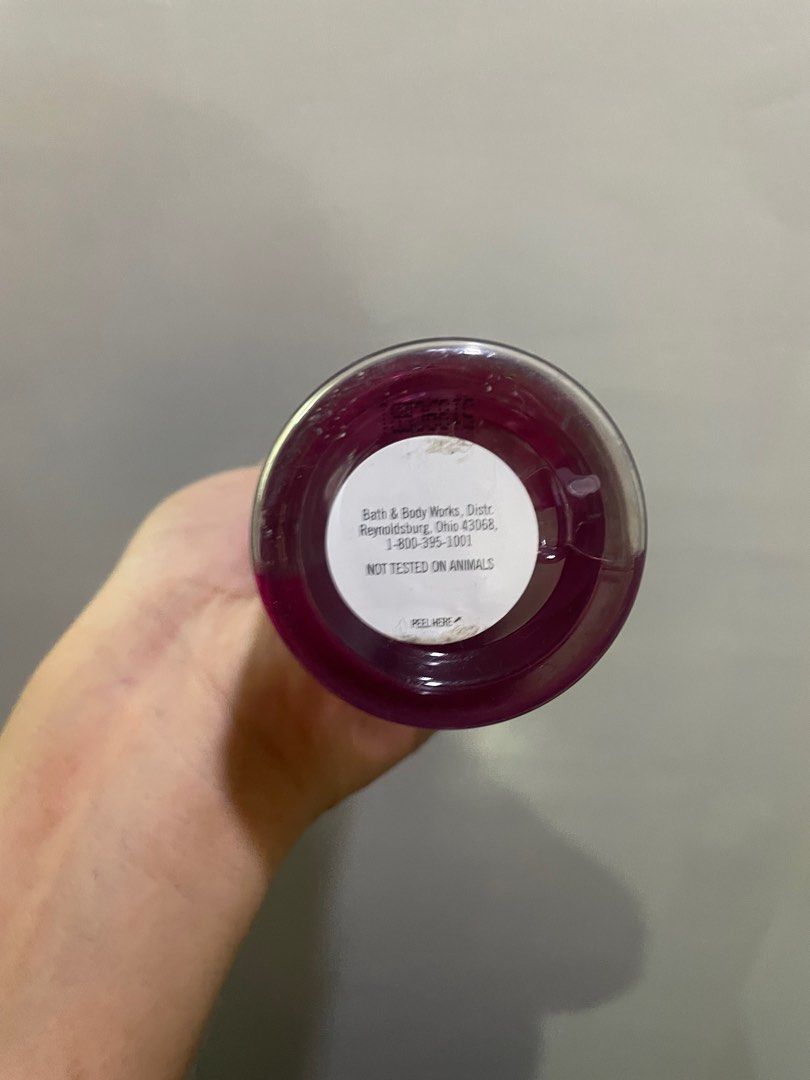 Bath & Body Works, Distr.
Reynoldsburg, Ohio 43068,
1-800-395-1001
NOT TESTED ON ANIMALS
PEEL HERE